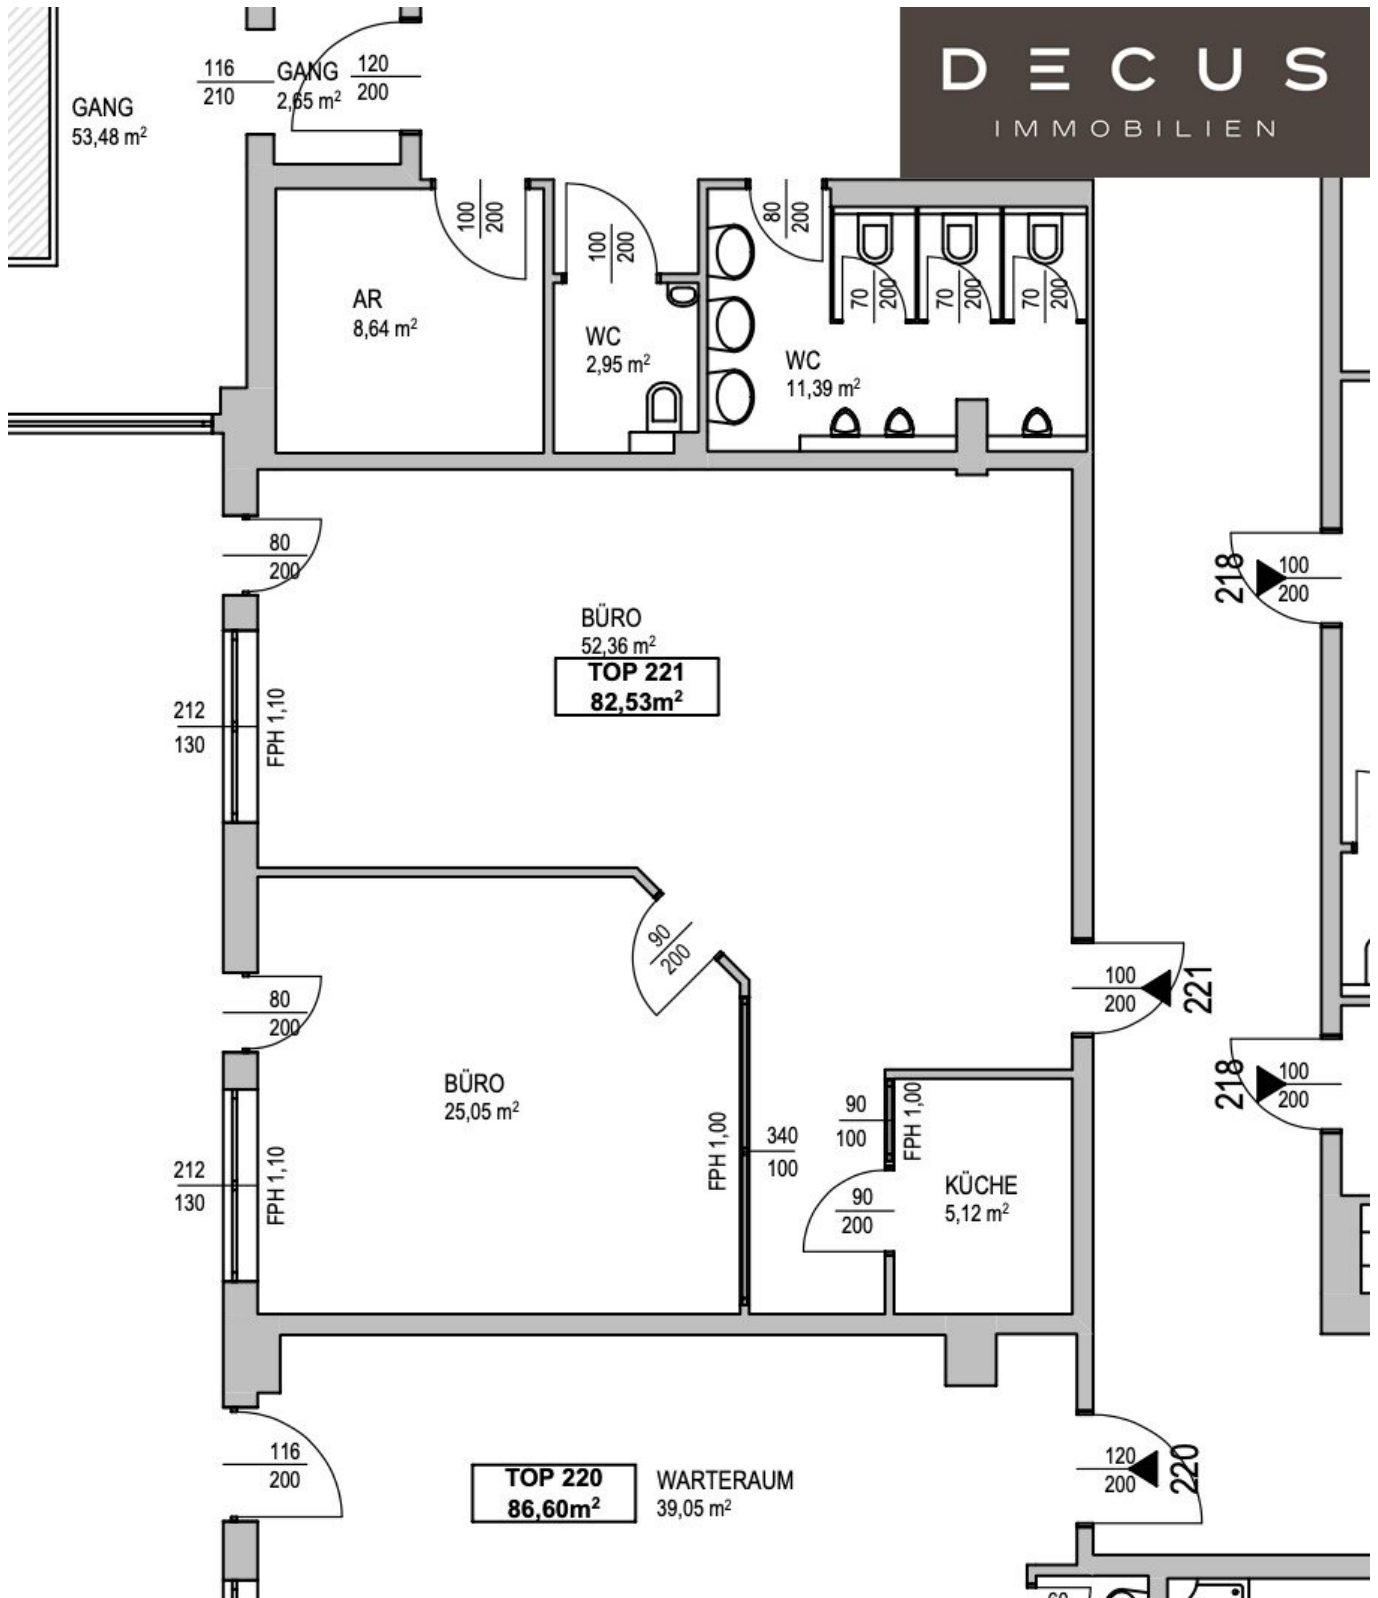 DECUS
IMMOBILIEN
GANG
53,48 m²
116
210
GANG
2,65 m²
120
200
100
200
100
200
80
200
70
200
70
200
70
200
AR
8,64 m²
WC
2,95 m²
WC
11,39 m²
80
200
218
100
200
BÜRO
52,36 m²
TOP 221
82,53m²
212
130
FPH 1,10
90
200
100
200
221
80
200
218
100
200
BÜRO
25,05 m²
212
130
FPH 1,10
FPH 1,00
340
100
90
100
FPH 1,00
90
200
KÜCHE
5,12 m²
116
200
TOP 220
86,60m²
WARTERAUM
39,05 m²
120
200
220